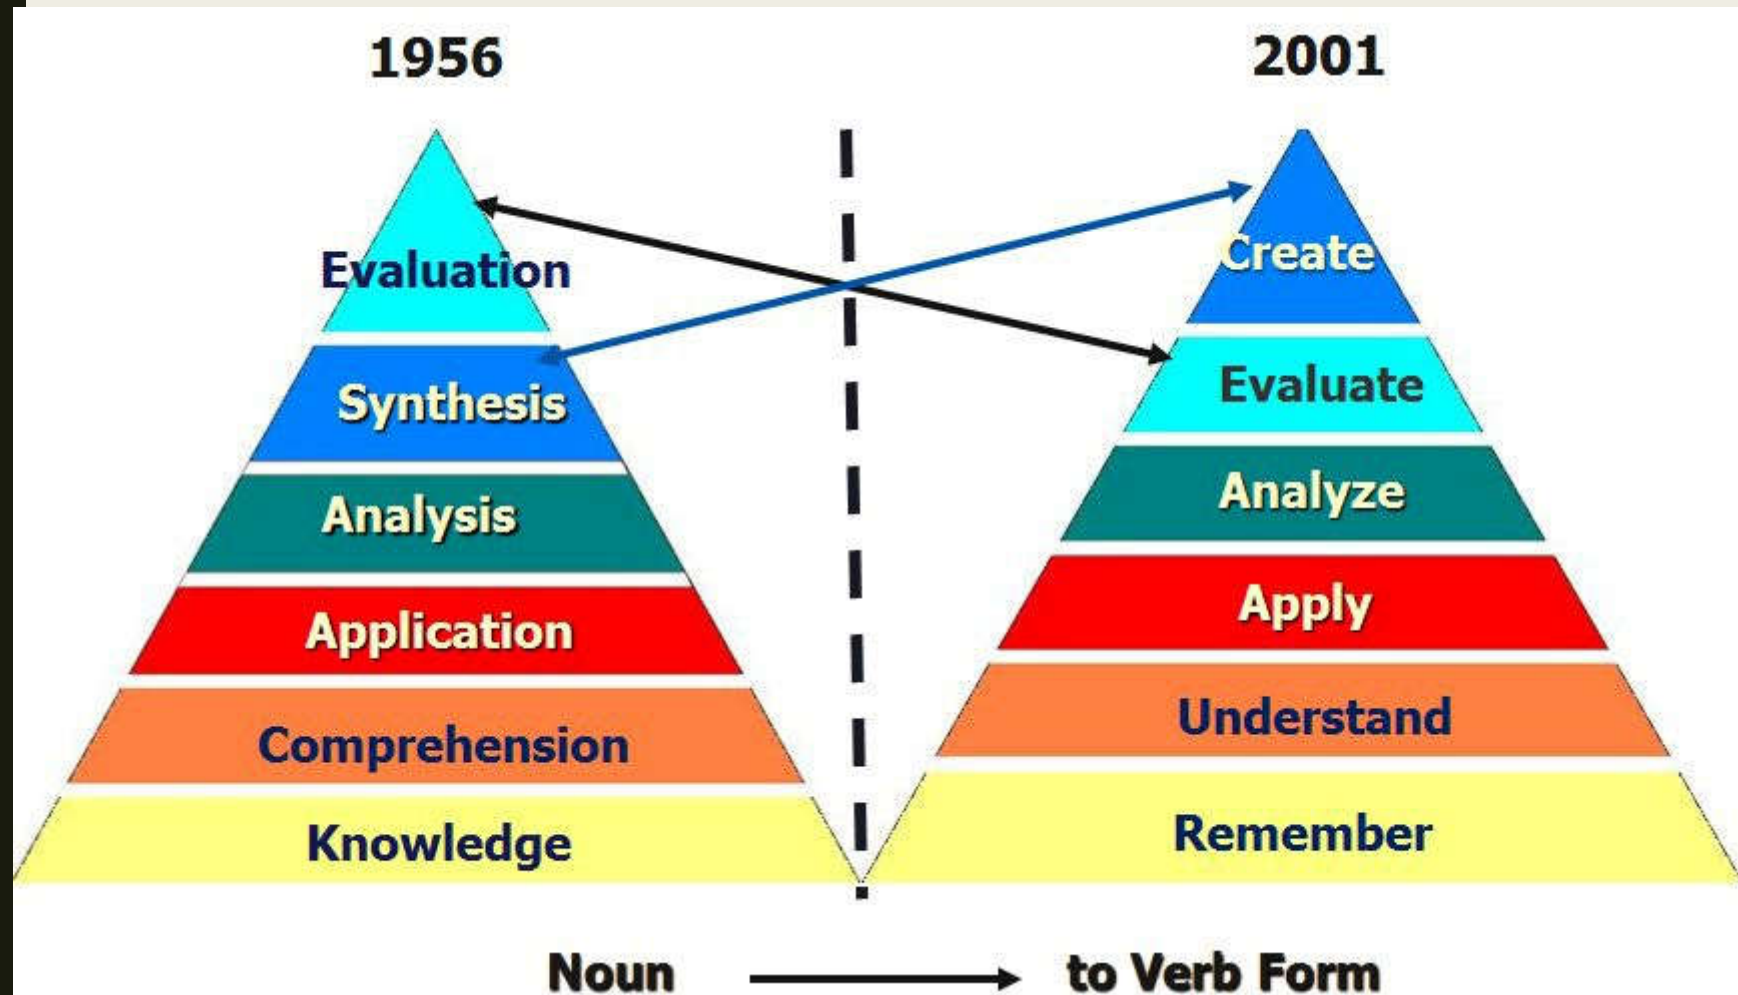 1956
Evaluation
Synthesis
Analysis
Application
Comprehension
Knowledge
2001
Create
Evaluate
Analyze
Apply
Understand
Remember
Noun to Verb Form